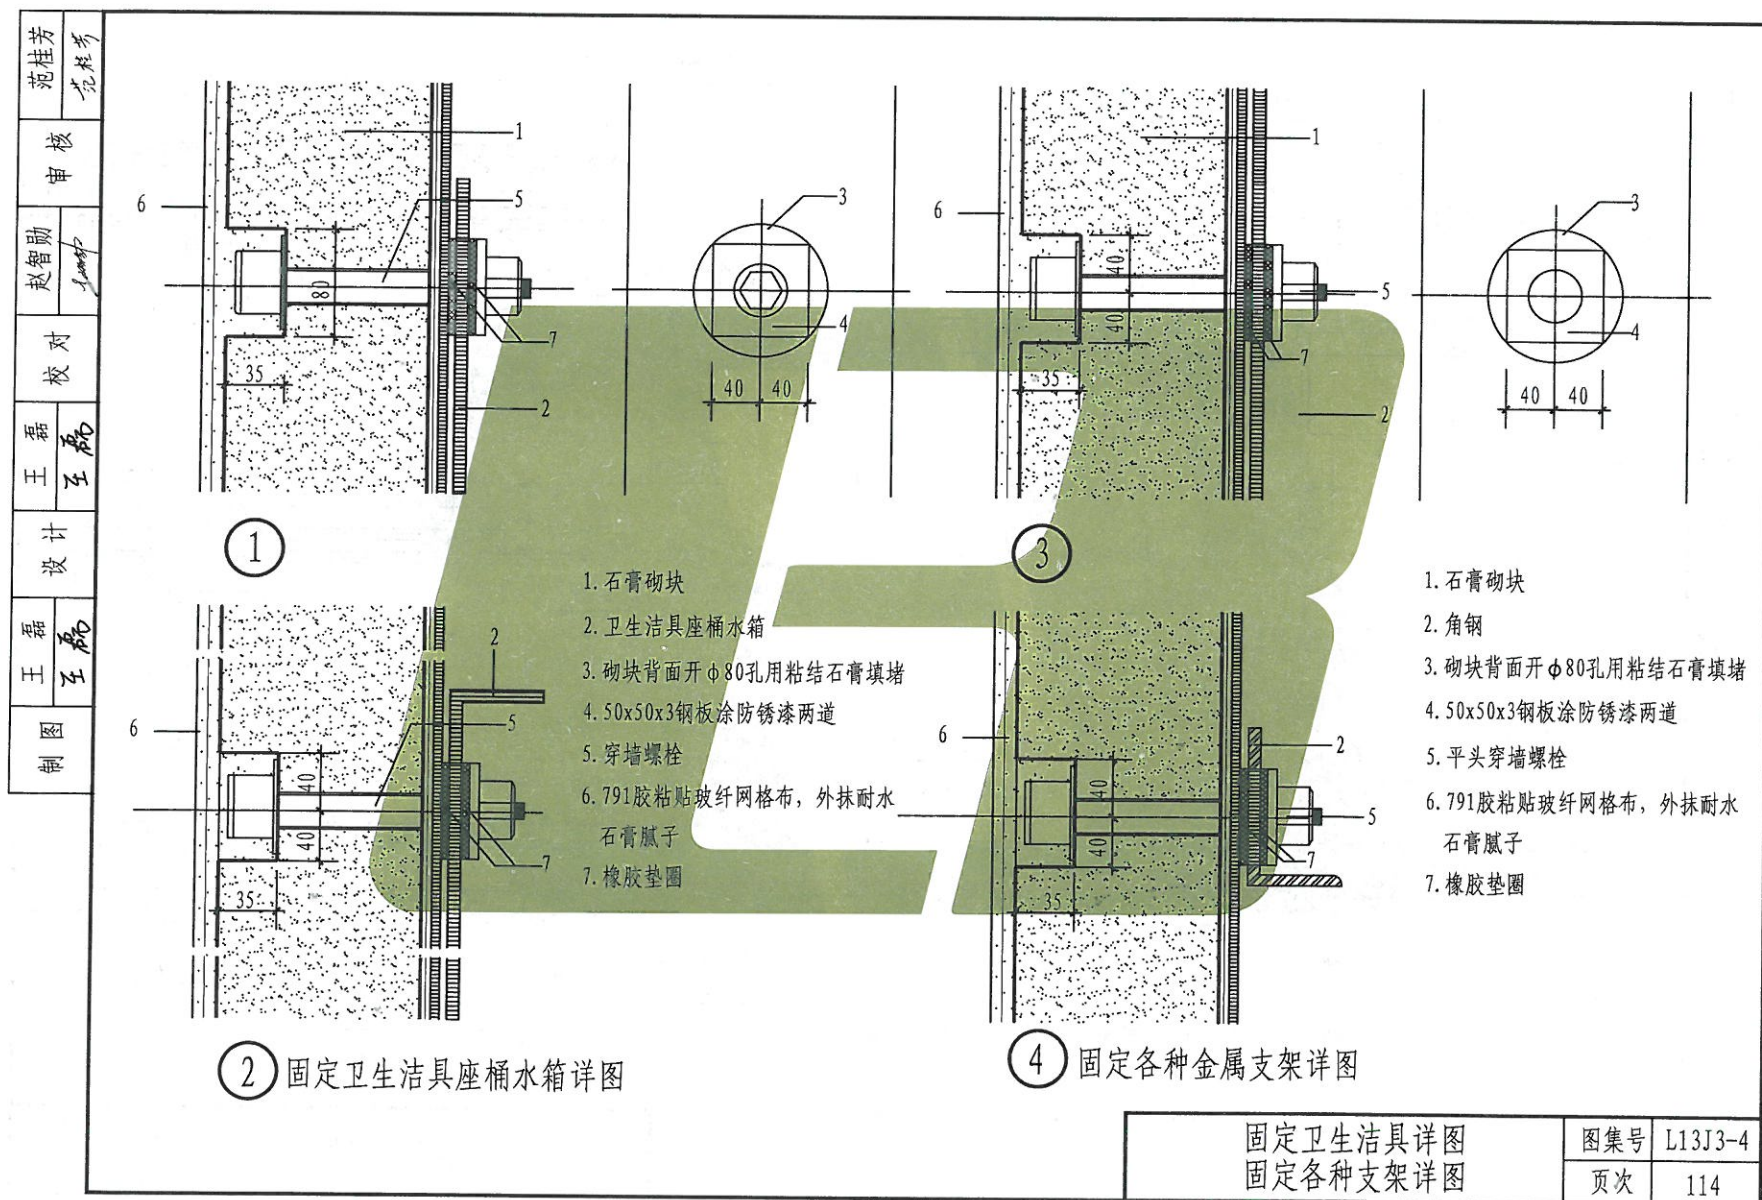 范桂芳
审核
赵智勋
校对
王磊
王磊
设计
王磊
王磊
制图
1
5
6
80
35
7
2
3
4
40 40
1
1
6
40
40
35
5
7
2
3
4
40 40
3
1. 石膏砌块
2. 卫生洁具座桶水箱
3. 砌块背面开φ80孔用粘结石膏填堵
4. 50x50x3钢板涂防锈漆两道
5. 穿墙螺栓
6. 791胶粘贴玻纤网格布，外抹耐水
石膏腻子
7. 橡胶垫圈
1. 石膏砌块
2. 角钢
3. 砌块背面开φ80孔用粘结石膏填堵
4. 50x50x3钢板涂防锈漆两道
5. 平头穿墙螺栓
6. 791胶粘贴玻纤网格布，外抹耐水
石膏腻子
7. 橡胶垫圈
2
5
6
40
40
35
7
2 固定卫生洁具座桶水箱详图
6
2
40
40
35
5
7
4 固定各种金属支架详图
固定卫生洁具详图
固定各种支架详图
图集号 L13J3-4
页次 114